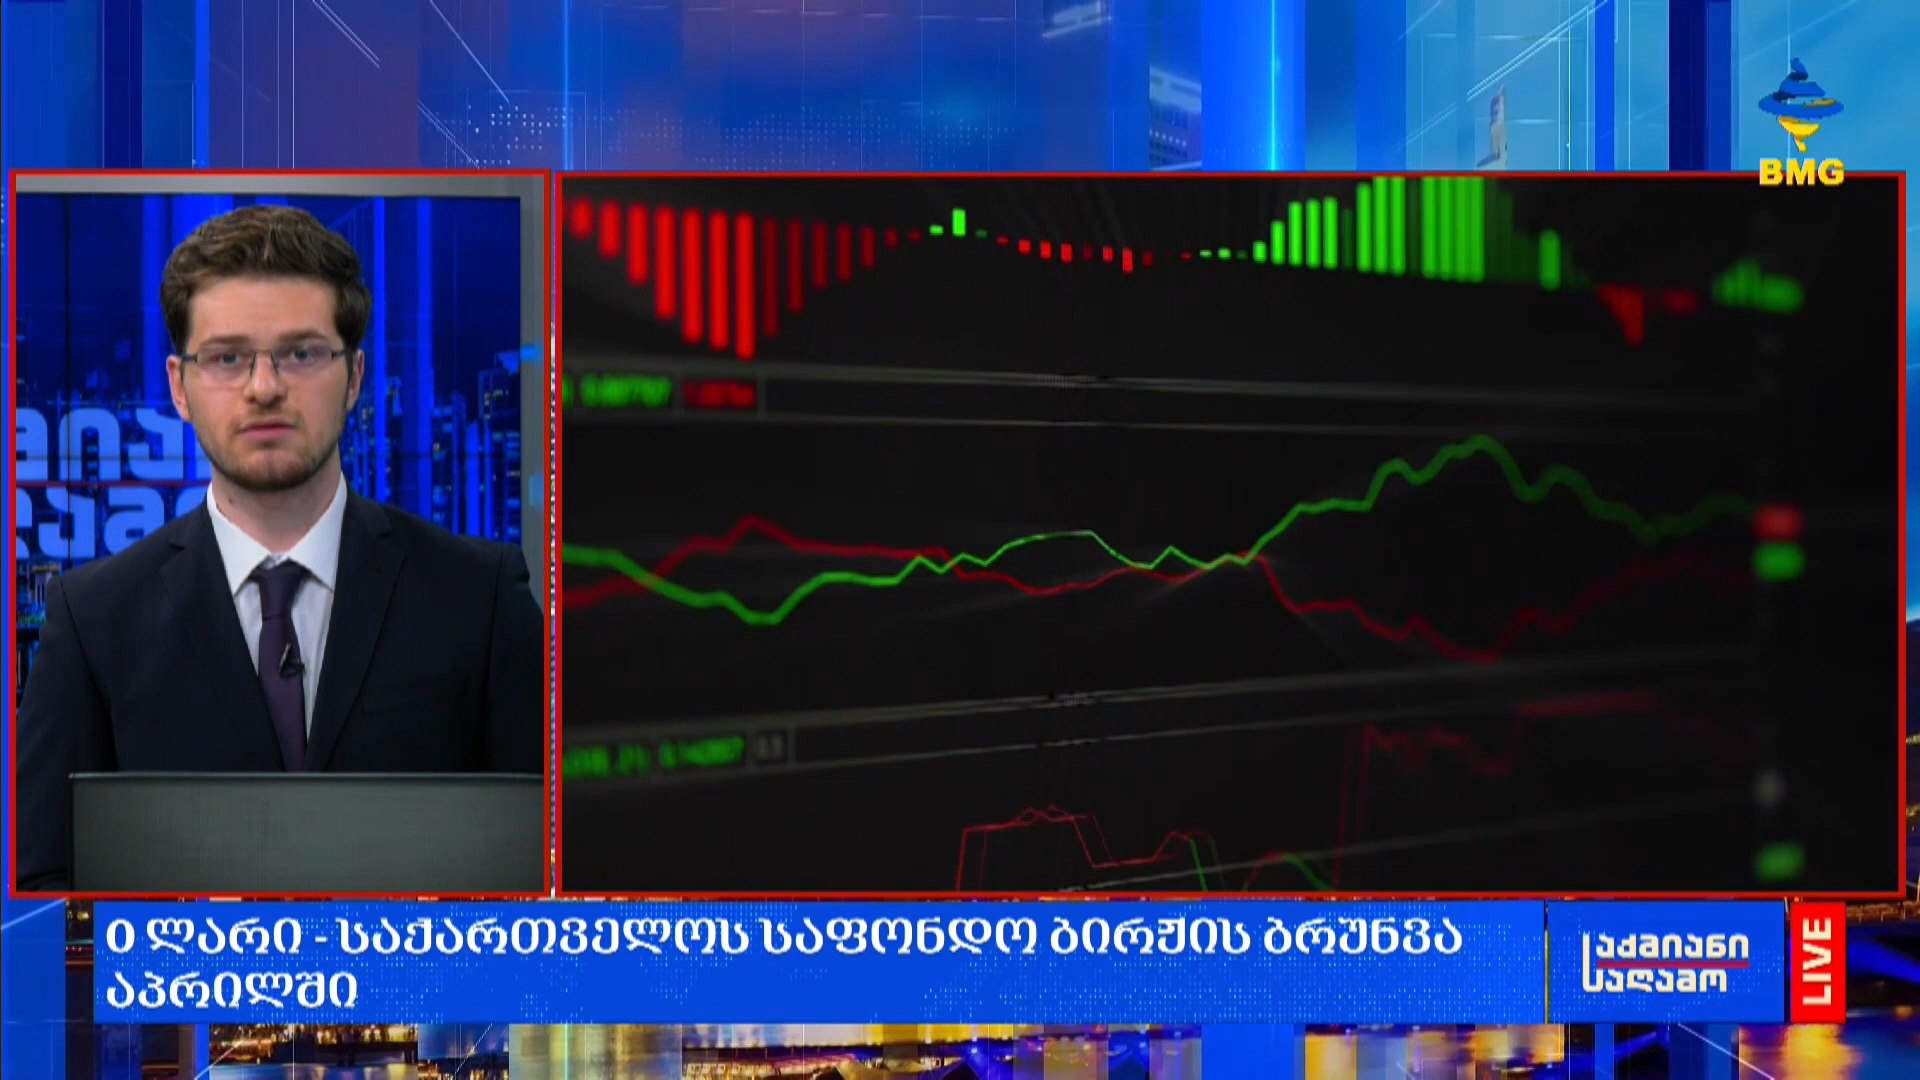 BMG
0 ᲚᲐᲠᲘ - ᲡᲐᲥᲐᲠᲗᲕᲔᲚᲝᲡ ᲡᲐᲤᲝᲜᲓᲝ ᲑᲘᲠᲟᲘᲡ ᲑᲠᲣᲜᲕᲐ
ᲐᲞᲠᲘᲚᲨᲘ
ᲡᲐᲥᲛᲘᲐᲜᲘ
ᲡᲐᲦᲐᲛᲝ
LIVE